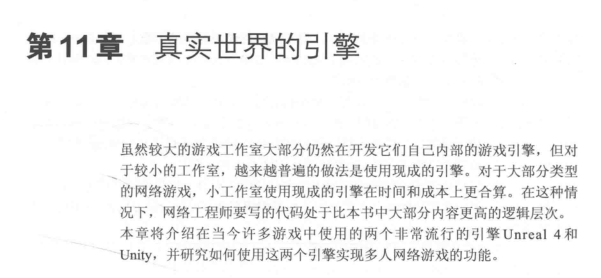 第11章 真实世界的引擎
虽然较大的游戏工作室大部分仍然在开发它们自己内部的游戏引擎，但对
于较小的工作室，越来越普遍的做法是使用现成的引擎。对于大部分类型
的网络游戏，小工作室使用现成的引擎在时间和成本上更合算。在这种情
况下，网络工程师要写的代码处于比本书中大部分内容更高的逻辑层次。
本章将介绍在当今许多游戏中使用的两个非常流行的引擎Unreal 4和
Unity，并研究如何使用这两个引擎实现多人网络游戏的功能。